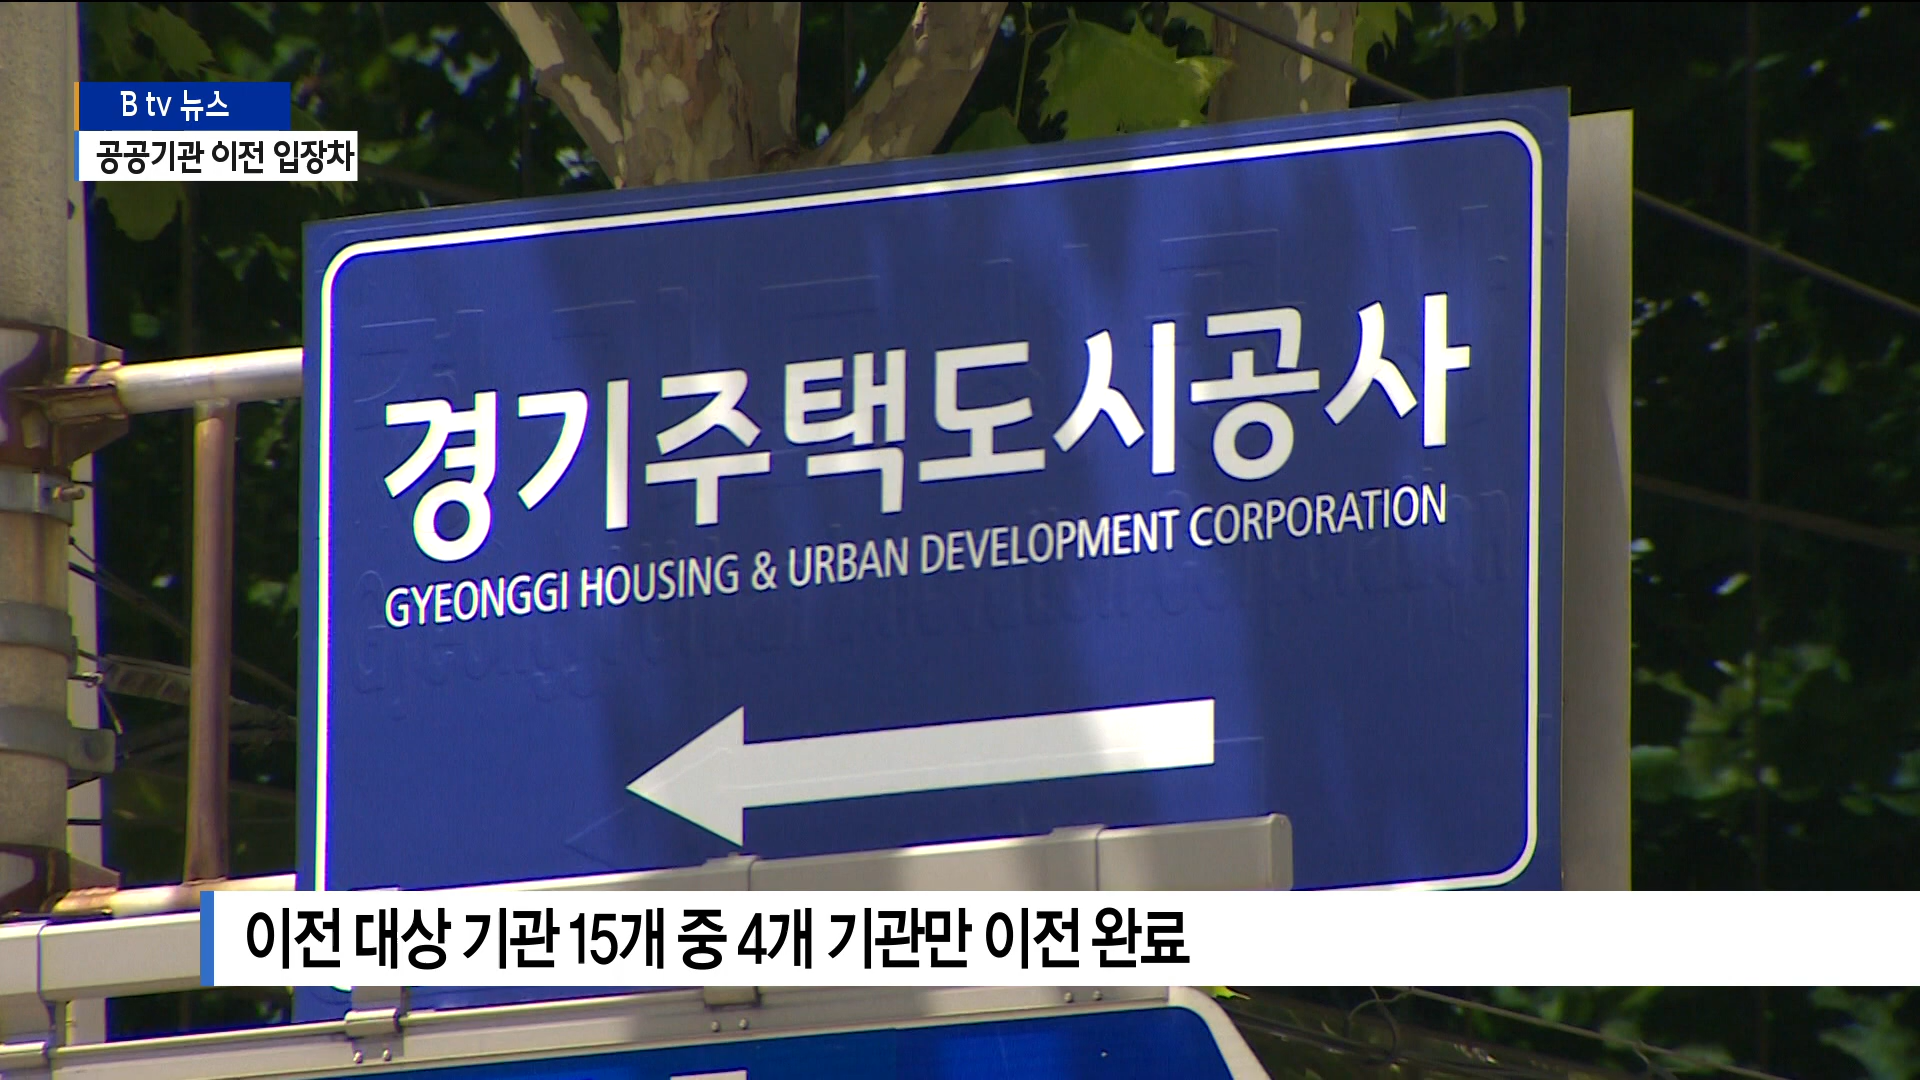 B tv 뉴스
공공기관 이전 입장차
경기주택도시공사
GYEONGGI HOUSING & URBAN DEVELOPMENT CORPORATION
이전 대상 기관 15개 중 4개 기관만 이전 완료